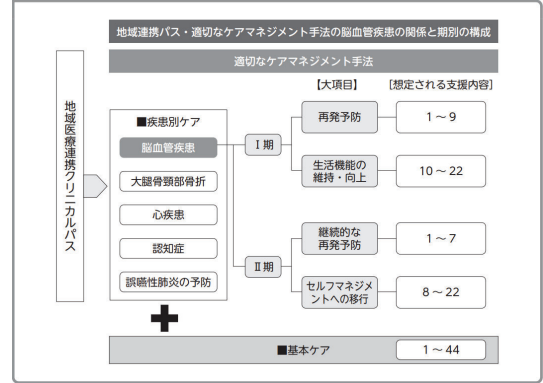 地域連携パス・適切なケアマネジメント手法の脳血管疾患の関係と期別の構成
適切なケアマネジメント手法
【大項目】
［想定される支援内容］
地域医療連携クリニカルパス
■疾患別ケア
脳血管疾患
大腿骨頸部骨折
心疾患
認知症
誤嚥性肺炎の予防
Ⅰ期
再発予防
1～9
生活機能の
維持・向上
10～22
Ⅱ期
継続的な
再発予防
1～7
セルフマネジメ
ントへの移行
8～22
■基本ケア
1～44